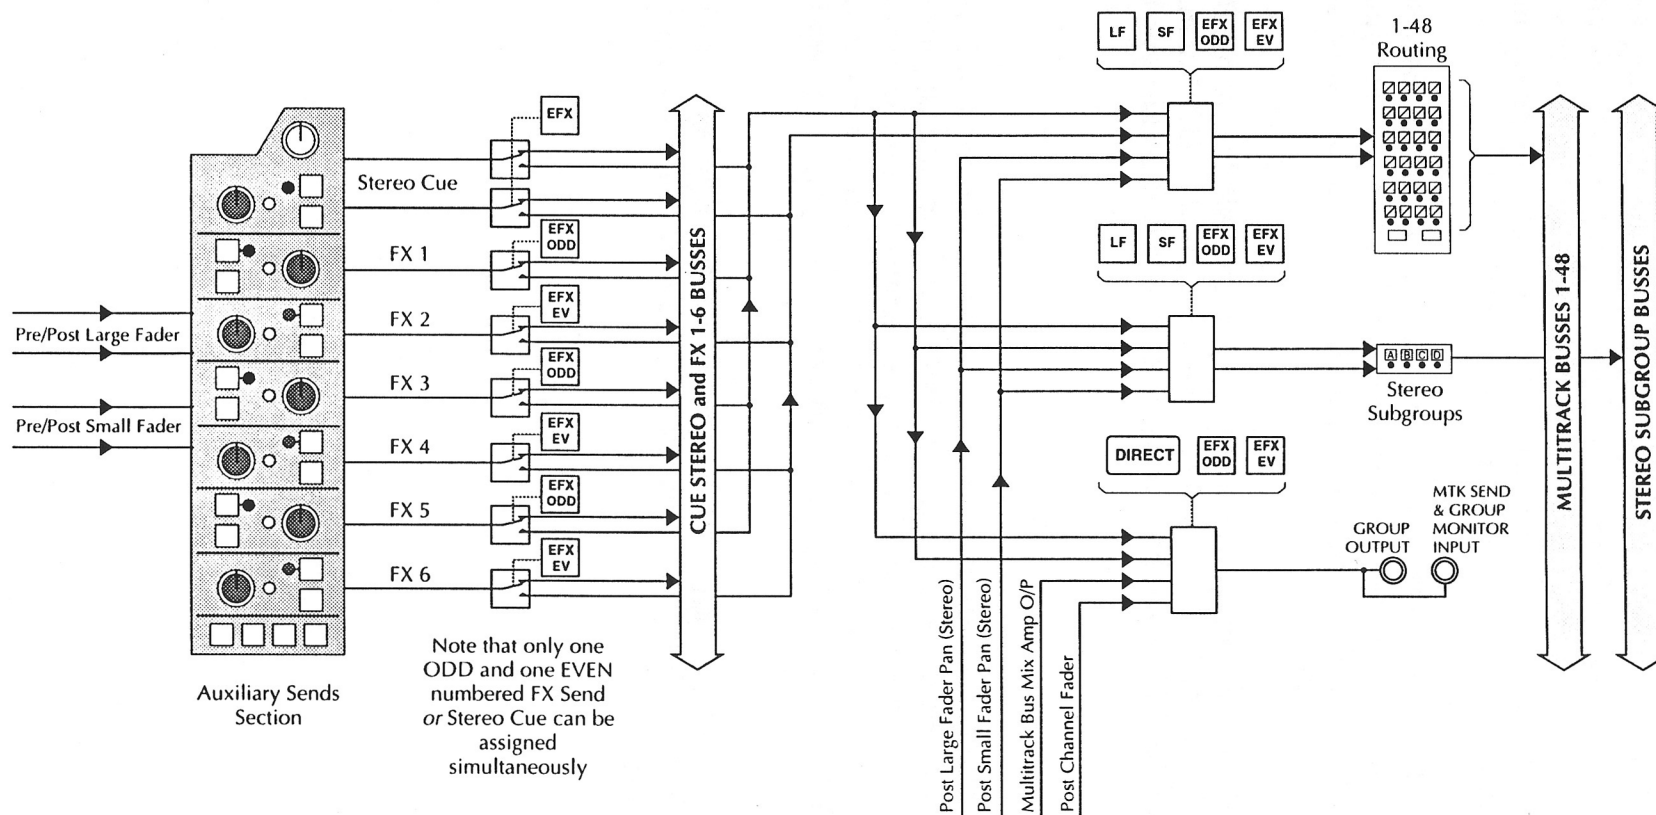 LF
SF
EFX
ODD
EFX
EV
1-48
Routing
EFX
Stereo Cue
EFX
ODD
FX 1
EFX
EV
FX 2
EFX
ODD
FX 3
EFX
EV
FX 4
EFX
ODD
FX 5
EFX
EV
FX 6
Pre/Post Large Fader
Pre/Post Small Fader
Auxiliary Sends
Section
Note that only one
ODD and one EVEN
numbered FX Send
or Stereo Cue can be
assigned
simultaneously
CUE STEREO and FX 1-6 BUSSES
LF
SF
EFX
ODD
EFX
EV
A B C D
Stereo
Subgroups
DIRECT
EFX
ODD
EFX
EV
GROUP
OUTPUT
MTK SEND
& GROUP
MONITOR
INPUT
Post Large Fader Pan (Stereo)
Post Small Fader Pan (Stereo)
Multitrack Bus Mix Amp O/P
Post Channel Fader
MULTITRACK BUSSES 1-48
STEREO SUBGROUP BUSSES